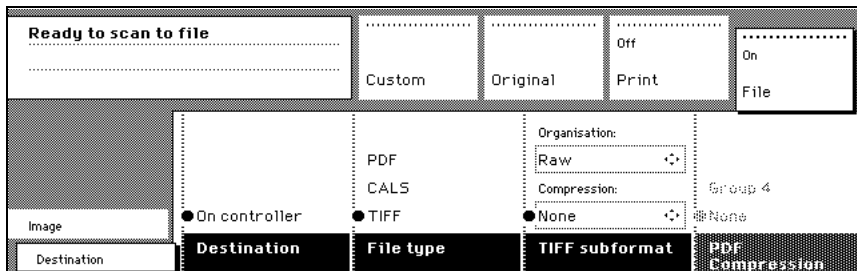 Ready to scan to file
Custom
Original
Off
Print
On
File
Organisation:
PDF
Raw
CALS
Compression:
Group 4
On controller
TIFF
None
None
Image
Destination
File type
TIFF subformat
PDF
Compression
Destination